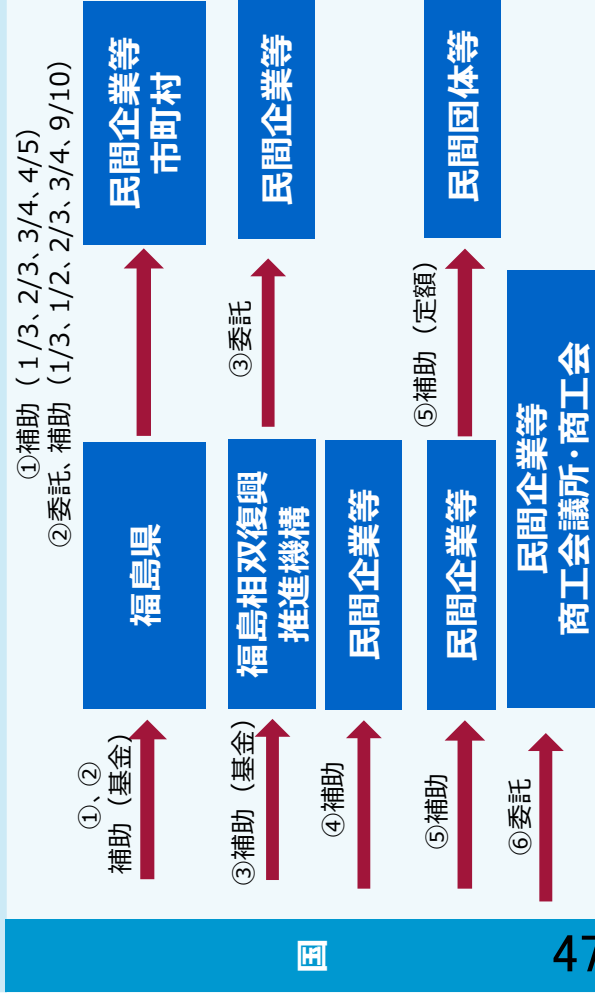 ①補助（１/3、2/3、3/4、4/5）
②委託、補助（1/3、1/2、2/3、3/4、9/10）
国
①、②
補助（基金）
福島県
民間企業等
市町村
③補助（基金）
福島相双復興
推進機構
③委託
民間企業等
④補助
民間企業等
⑤補助
民間企業等
⑤補助（定額）
民間団体等
⑥委託
民間企業等
商工会議所・商工会
47